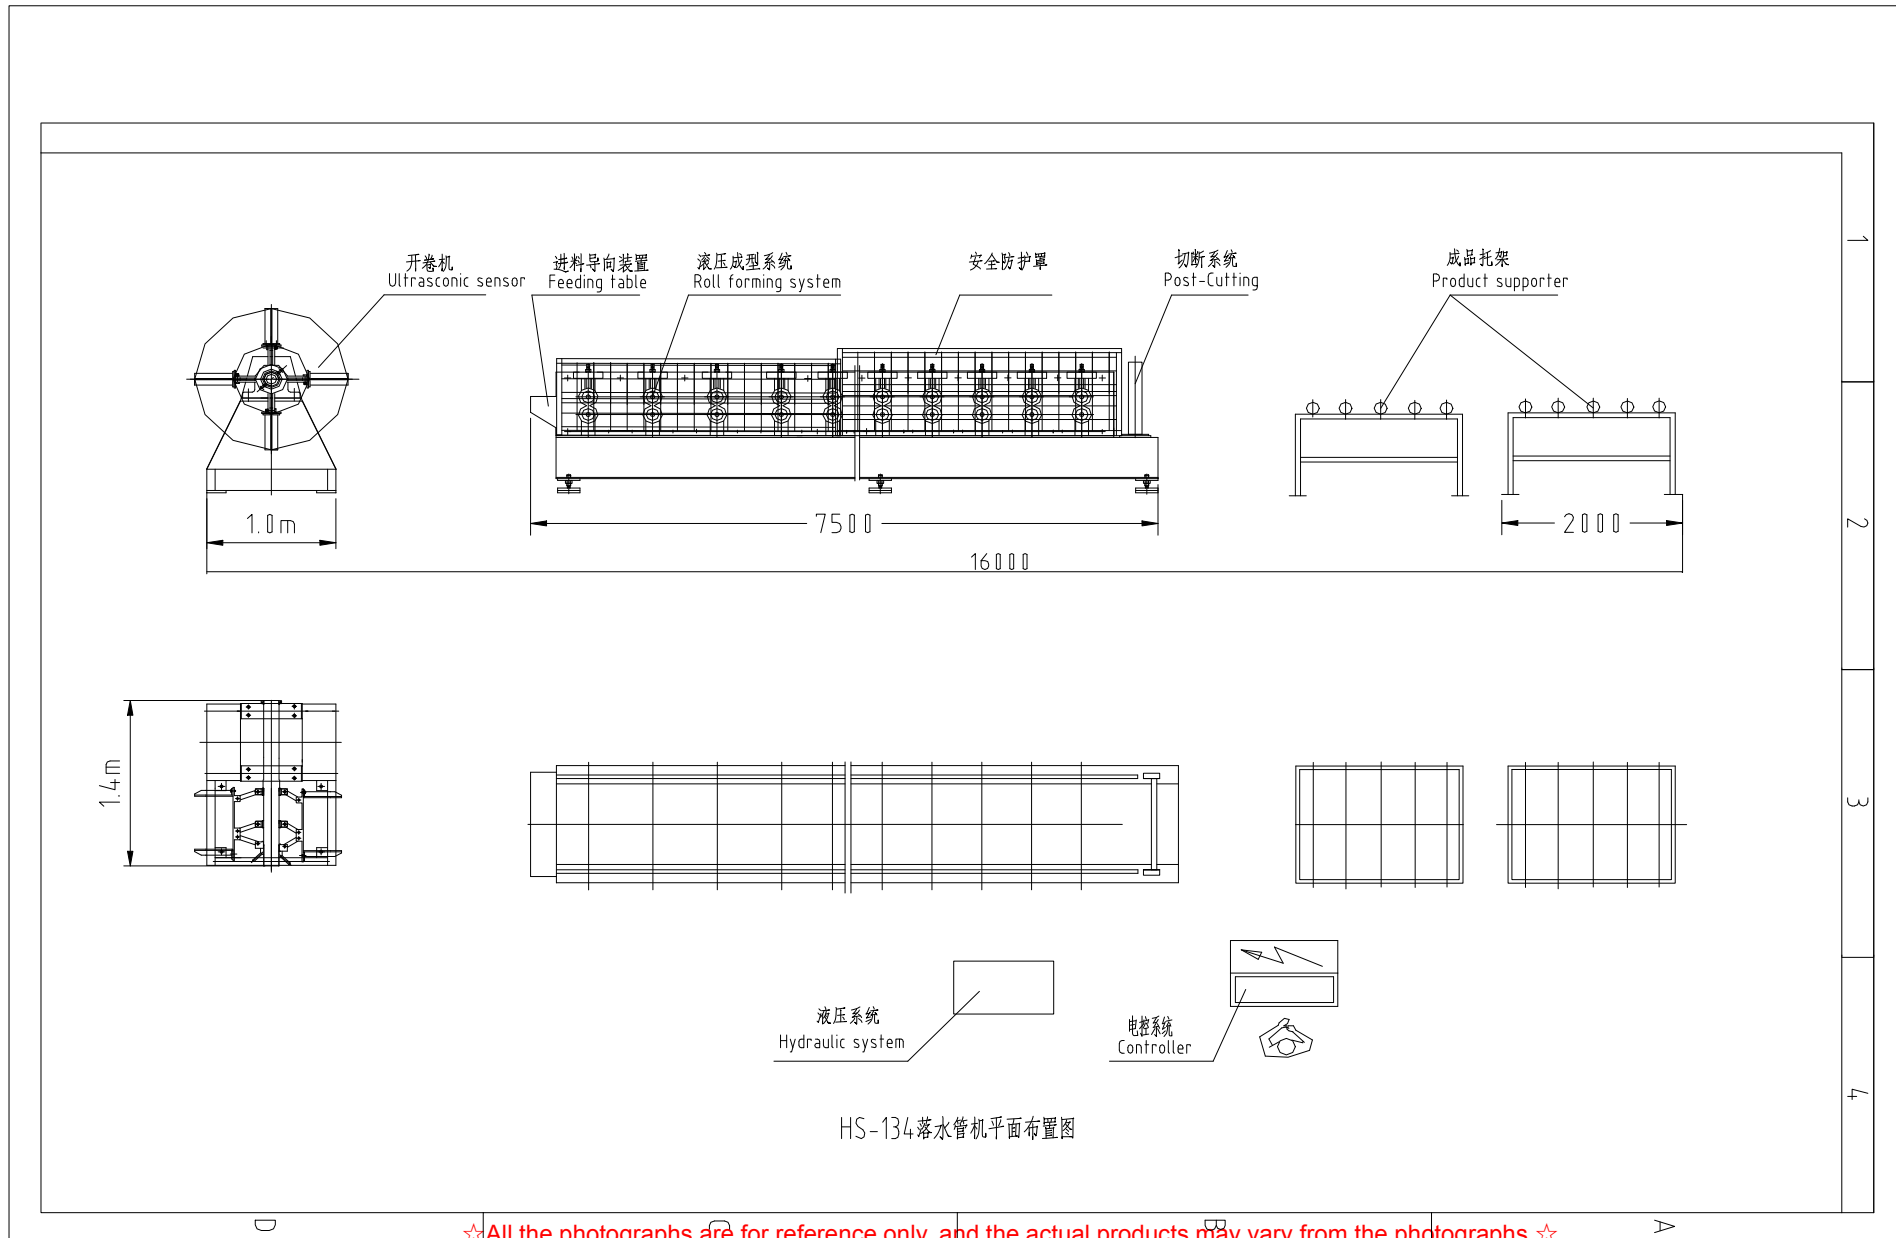 开卷机
Ultrasconic sensor
进料导向装置
Feeding table
滚压成型系统
Roll forming system
安全防护罩
切断系统
Post-Cutting
成品托架
Product supporter
1
1.0m
7500
2000
2
16000
1.4m
3
液压系统
Hydraulic system
电控系统
Controller
4
HS-134落水管机平面布置图
D
C
B
A
☆All the photographs are for reference only, and the actual products may vary from the photographs.☆